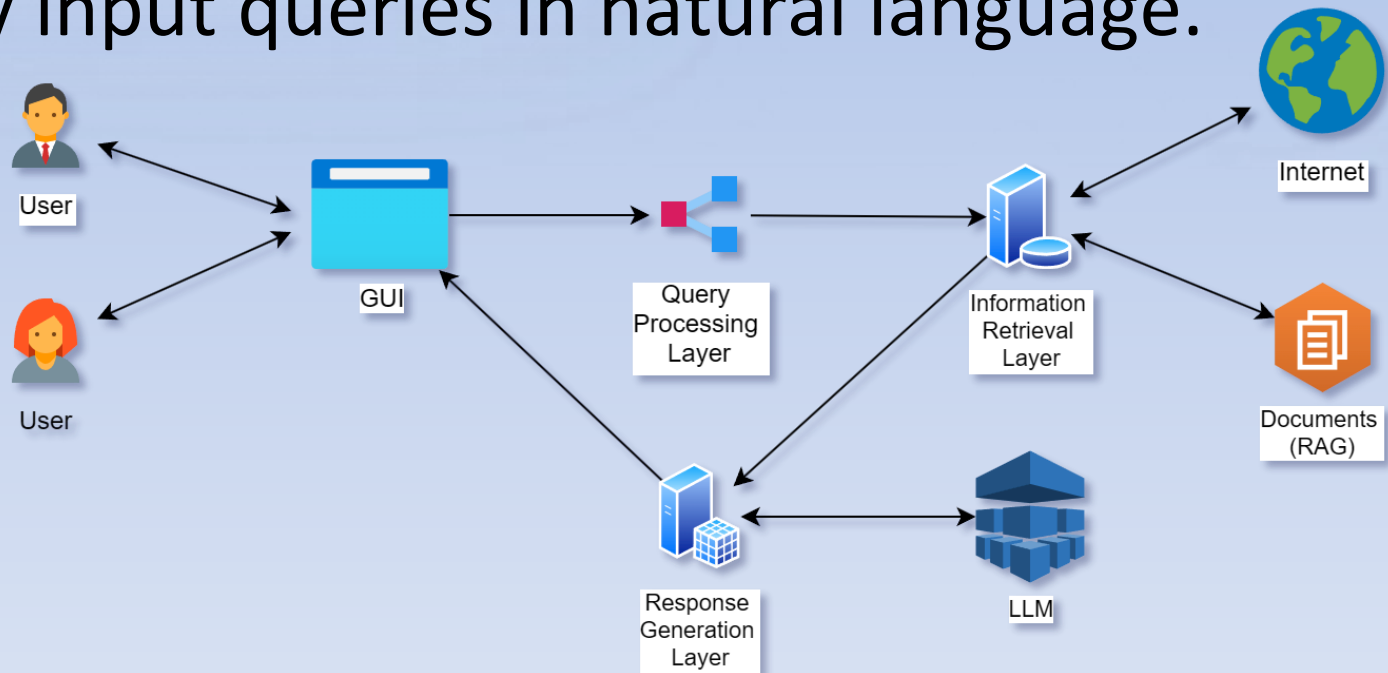 input queries in natural language.
User
User
GUI
Query
Processing
Layer
Information
Retrieval
Layer
Internet
Documents
(RAG)
Response
Generation
Layer
LLM